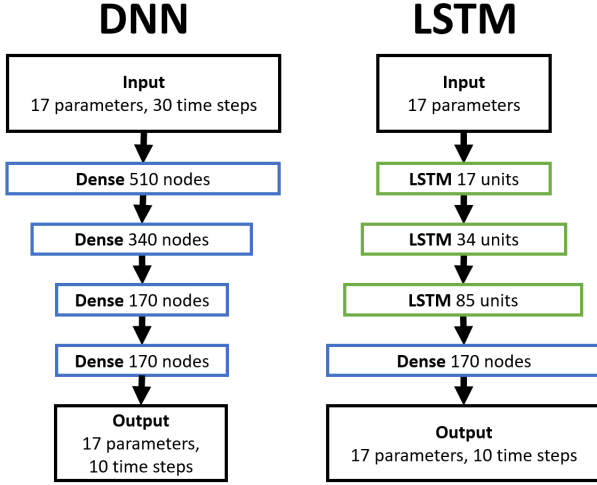 DNN
Input
17 parameters, 30 time steps
Dense 510 nodes
Dense 340 nodes
Dense 170 nodes
Dense 170 nodes
Output
17 parameters,
10 time steps
LSTM
Input
17 parameters
LSTM 17 units
LSTM 34 units
LSTM 85 units
Dense 170 nodes
Output
17 parameters, 10 time steps